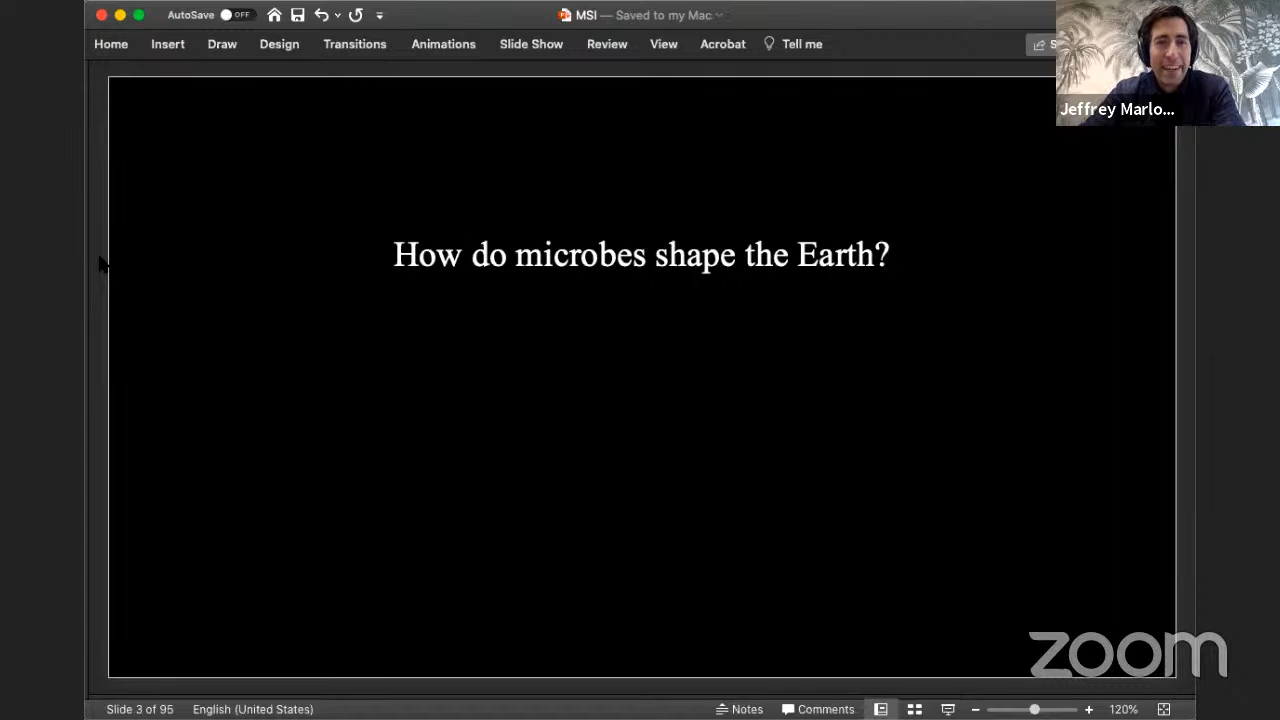 AutoSave OFF
MSI — Saved to my Mac
Home Insert Draw Design Transitions Animations Slide Show Review View Acrobat Tell me S
Jeffrey Marlo...
How do microbes shape the Earth?
zoom
Slide 3 of 95 English (United States) Notes Comments 120%